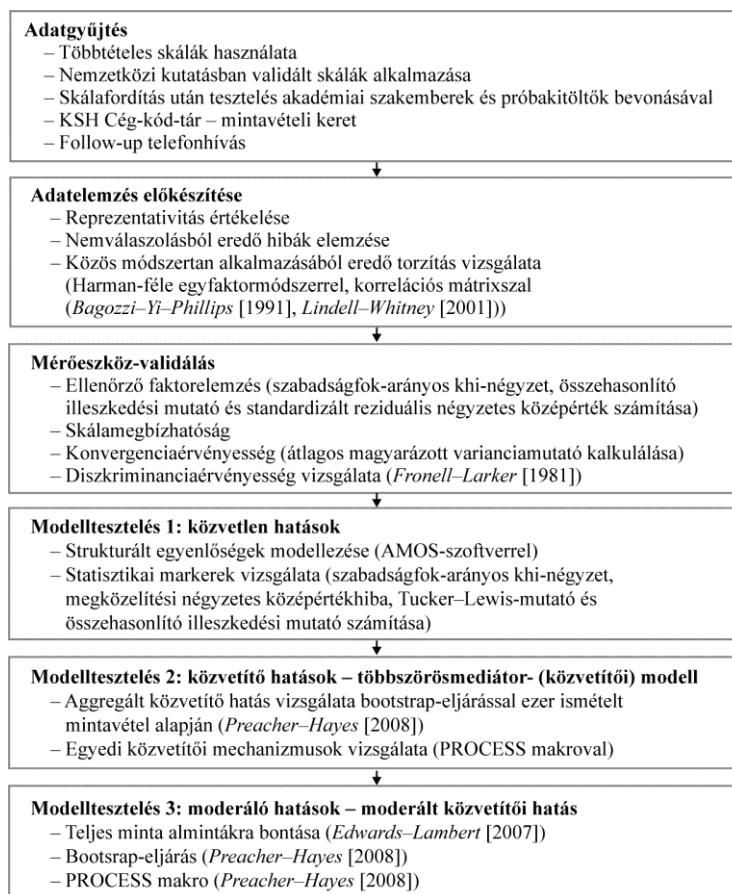 Adatgyűjtés
– Többtételes skálák használata
– Nemzetközi kutatásban validált skálák alkalmazása
– Skálafordítás után tesztelés akadémiai szakemberek és próbakitöltők bevonásával
– KSH Cég-kód-tár – mintavételi keret
– Follow-up telefonhívás
Adatelemzés előkészítése
– Reprezentativitás értékelése
– Nemválaszolásból eredő hibák elemzése
– Közös módszertan alkalmazásából eredő torzítás vizsgálata
(Harman-féle egyfaktormódszerrel, korrelációs mátrixszal
(Bagozzi–Yi–Phillips [1991], Lindell–Whitney [2001]))
Mérőeszköz-validálás
– Ellenőrző faktorelemzés (szabadságfok-arányos khi-négyzet, összehasonlító
illeszkedési mutató és standardizált reziduális négyzetes középérték számítása)
– Skálamegbízhatóság
– Konvergenciaérvényesség (átlagos magyarázott varianciamutató kalkulálása)
– Diszkriminanciaérvényesség vizsgálata (Fronell–Larker [1981])
Modelltesztelés 1: közvetlen hatások
– Strukturált egyenlőségek modellezése (AMOS-szoftverrel)
– Statisztikai markerek vizsgálata (szabadságfok-arányos khi-négyzet,
megközelítési négyzetes középértékhiba, Tucker–Lewis-mutató és
összehasonlító illeszkedési mutató számítása)
Modelltesztelés 2: közvetítő hatások – többszörösmediátor- (közvetítői) modell
– Aggregált közvetítő hatás vizsgálata bootstrap-eljárással ezer ismételt
mintavétel alapján (Preacher–Hayes [2008])
– Egyedi közvetítői mechanizmusok vizsgálata (PROCESS makroval)
Modelltesztelés 3: moderáló hatások – moderált közvetítői hatás
– Teljes minta almintákra bontása (Edwards–Lambert [2007])
– Bootsrap-eljárás (Preacher–Hayes [2008])
– PROCESS makro (Preacher–Hayes [2008])